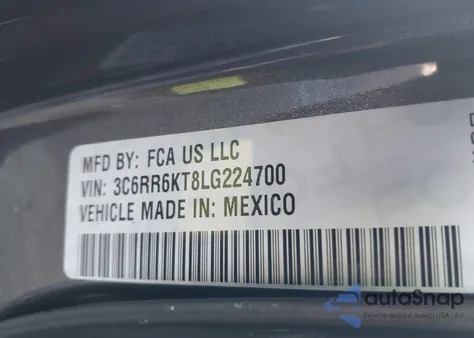 MFD BY: FCA US LLC
VIN: 3C6RR6KT8LG224700
VEHICLE MADE IN: MEXICO
autoSnap